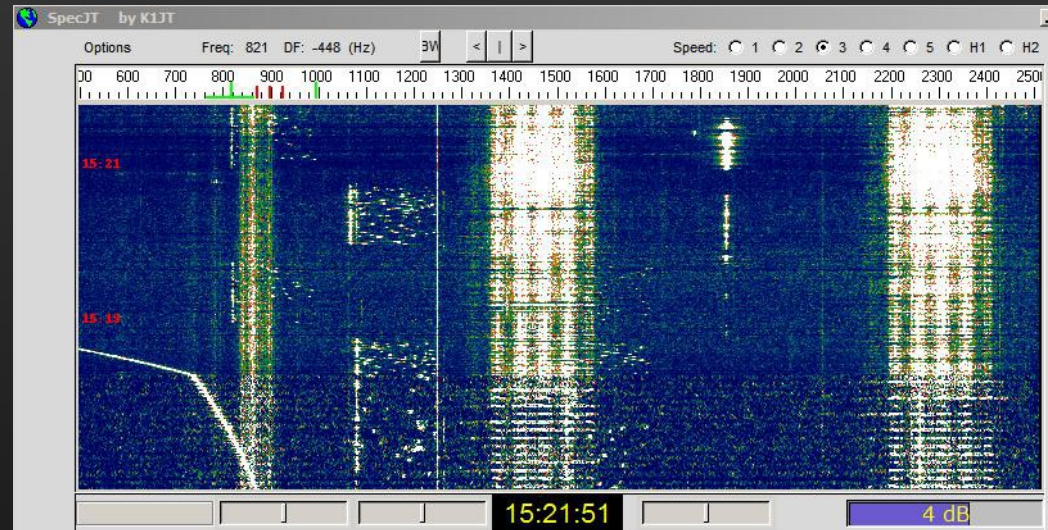 SpecJT by K1JT
Options Freq: 821 DF: -448 (Hz) BW < | > Speed: 1 2 3 4 5 H1 H2
00 600 700 800 900 1000 1100 1200 1300 1400 1500 1600 1700 1800 1900 2000 2100 2200 2300 2400 250
15:21
15:19
15:21:51 4 dB